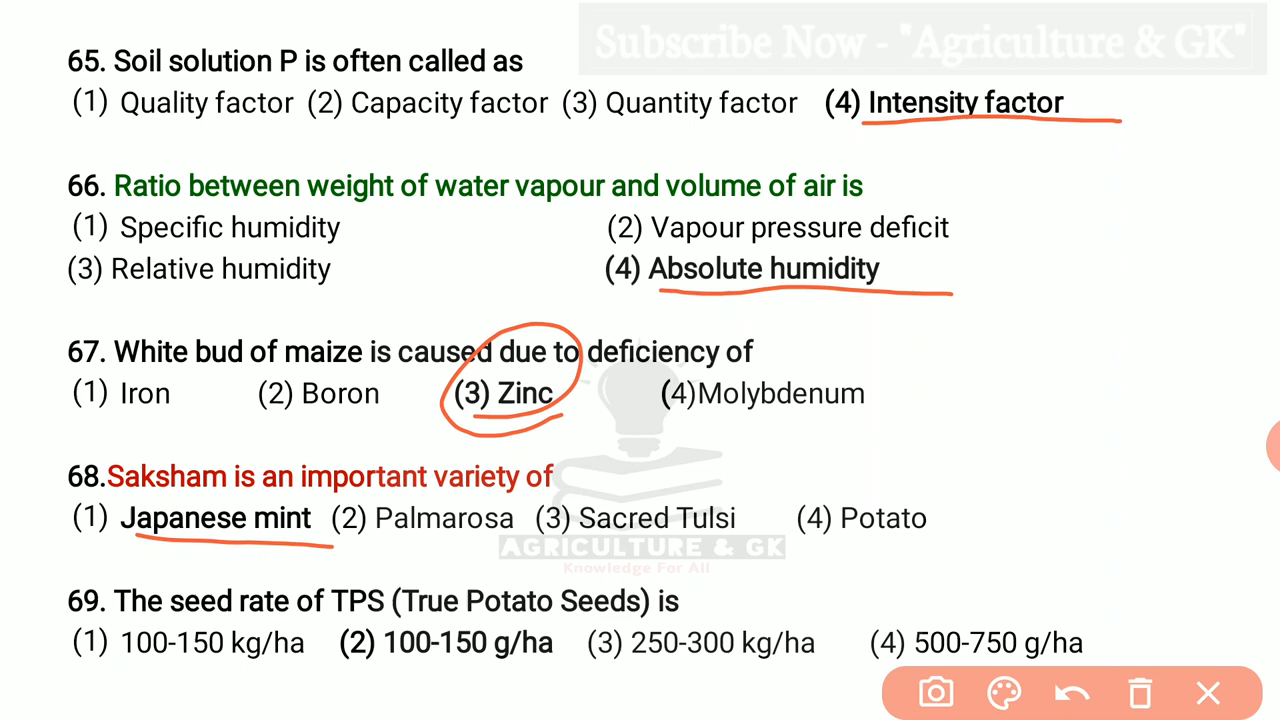 Subscribe Now - "Agriculture & GK"
65. Soil solution P is often called as
(1) Quality factor (2) Capacity factor (3) Quantity factor (4) Intensity factor
66. Ratio between weight of water vapour and volume of air is
(1) Specific humidity (2) Vapour pressure deficit
(3) Relative humidity (4) Absolute humidity
67. White bud of maize is caused due to deficiency of
(1) Iron (2) Boron (3) Zinc (4)Molybdenum
68.Saksham is an important variety of
(1) Japanese mint (2) Palmarosa (3) Sacred Tulsi (4) Potato
AGRICULTURE & GK
Knowledge For All
69. The seed rate of TPS (True Potato Seeds) is
(1) 100-150 kg/ha (2) 100-150 g/ha (3) 250-300 kg/ha (4) 500-750 g/ha